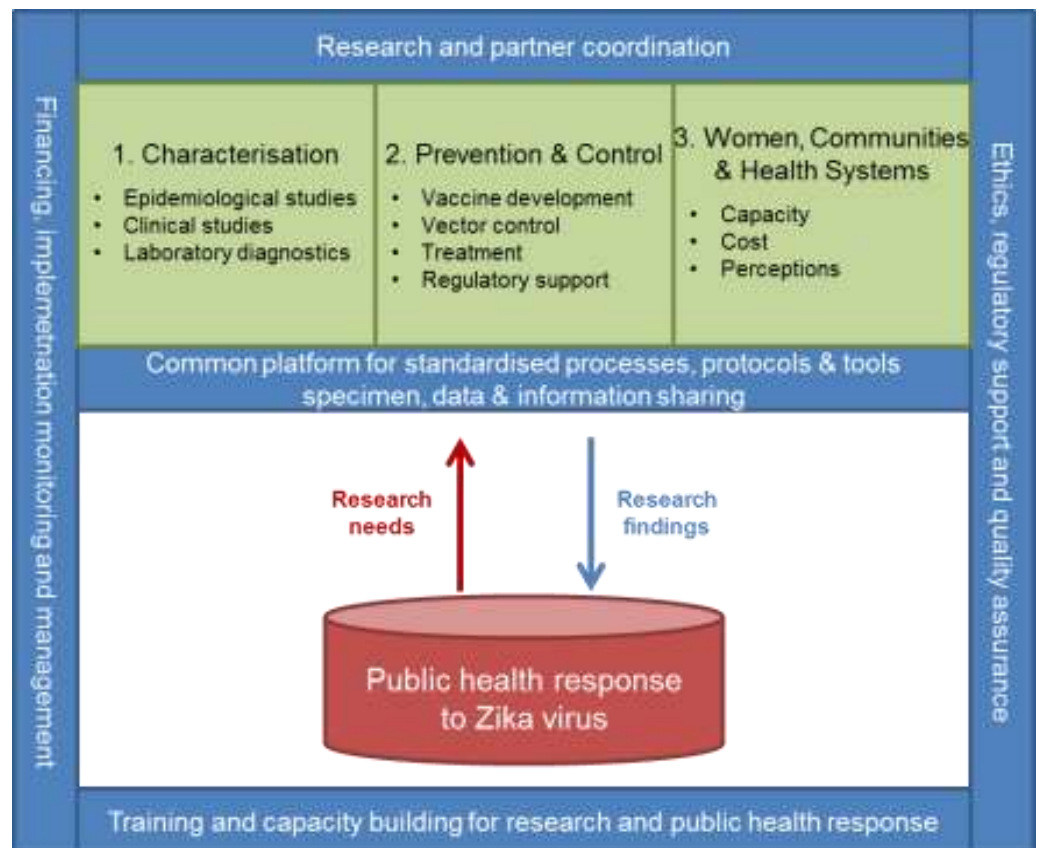 Research and partner coordination
Financing, implemetnation monitoring and management
1. Characterisation
• Epidemiological studies
• Clinical studies
• Laboratory diagnostics
2. Prevention & Control
• Vaccine development
• Vector control
• Treatment
• Regulatory support
3. Women, Communities
& Health Systems
• Capacity
• Cost
• Perceptions
Ethics, regulatory support and quality assurance
Common platform for standardised processes, protocols & tools
specimen, data & information sharing
Research
needs
Research
findings
Public health response
to Zika virus
Training and capacity building for research and public health response